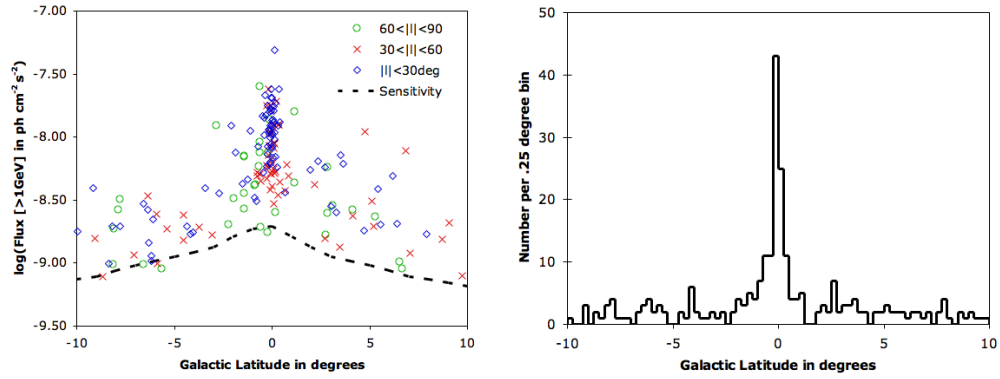 -7.00
-7.50
-8.00
-8.50
-9.00
-9.50
log(Flux [>1GeV] in ph cm-2 s-2)
60<|l|<90
30<|l|<60
|l|<30deg
Sensitivity
-10 -5 0 5 10
Galactic Latitude in degrees
50
40
30
20
10
0
Number per .25 degree bin
-10 -5 0 5 10
Galactic Latitude in degrees